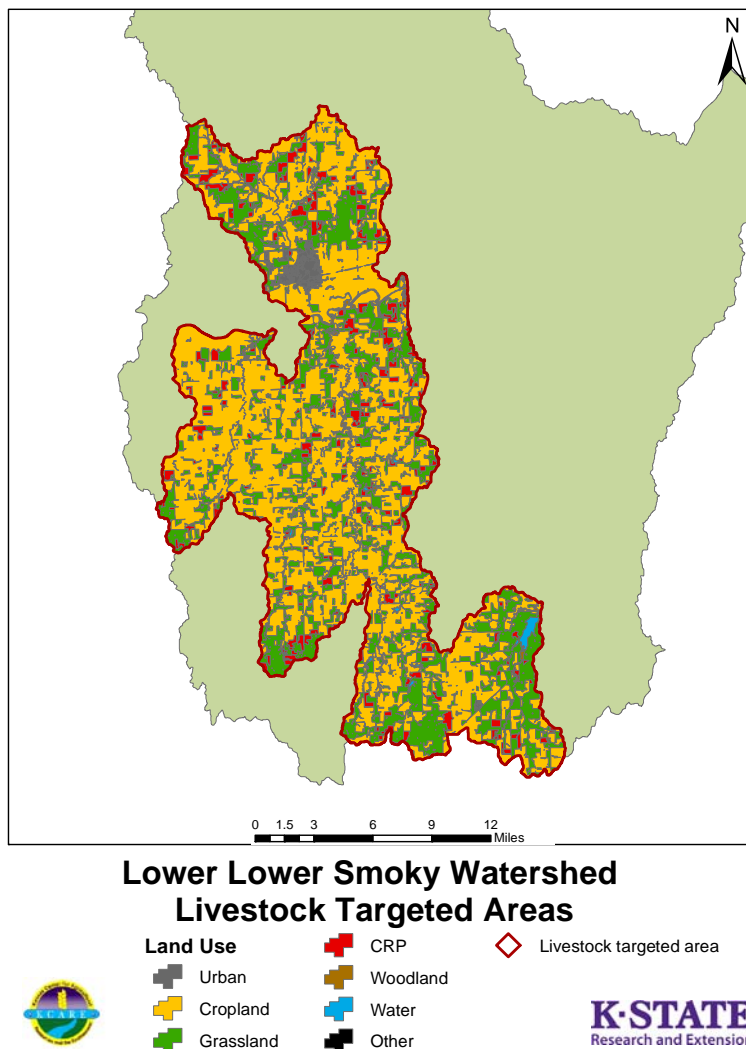 N
0 1.5 3 6 9 12
Miles
Lower Lower Smoky Watershed
Livestock Targeted Areas
Land Use
Urban
Cropland
Grassland
CRP
Woodland
Water
Other
Livestock targeted area
KCARE
K-STATE
Research and Extension